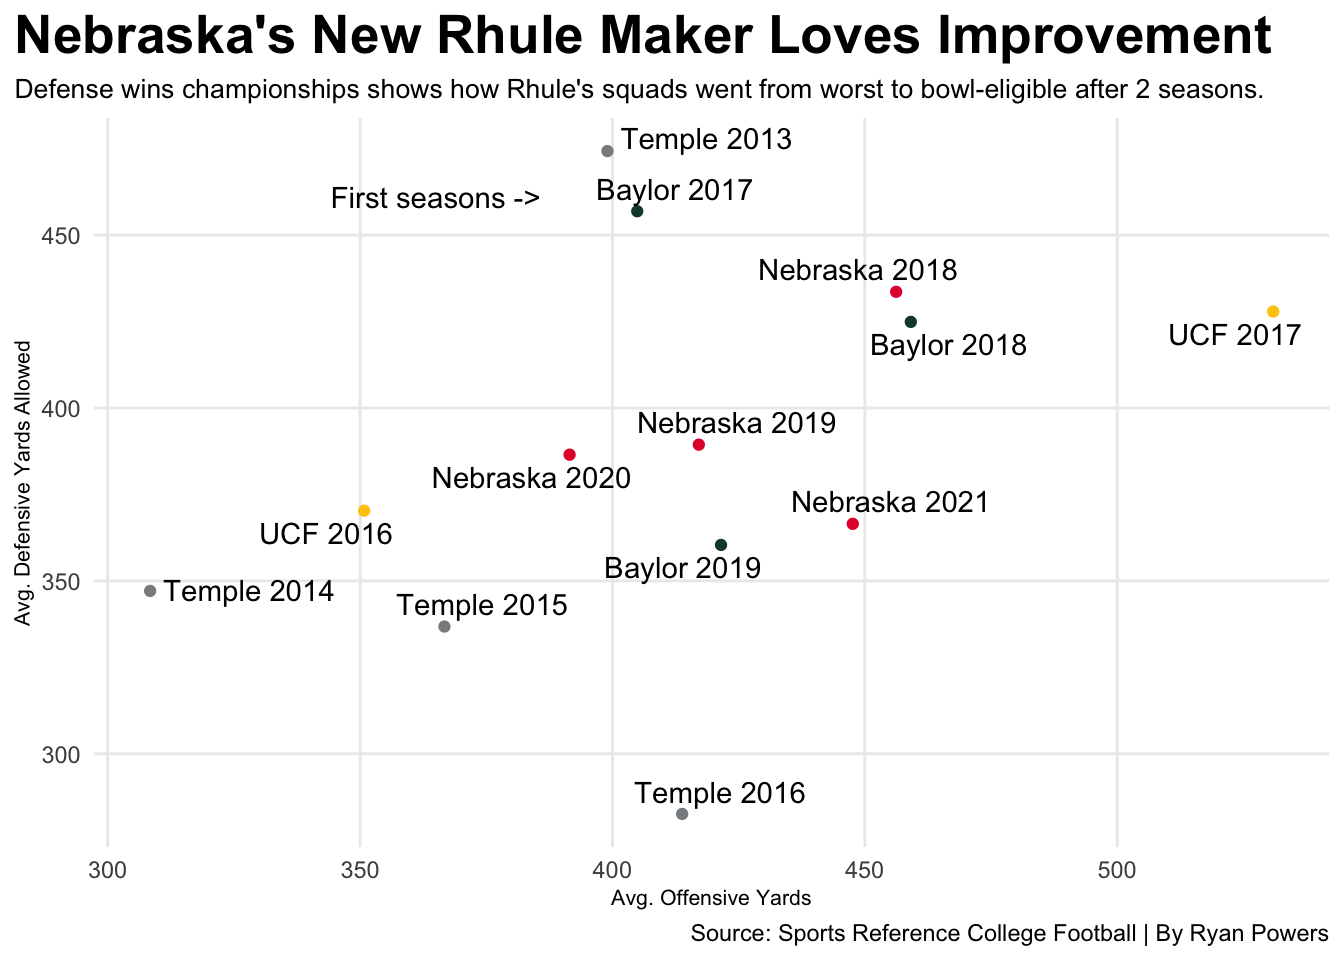 Nebraska's New Rhule Maker Loves Improvement
Defense wins championships shows how Rhule's squads went from worst to bowl-eligible after 2 seasons.
Temple 2013
Baylor 2017
First seasons ->
450
Nebraska 2018
UCF 2017
Baylor 2018
Avg. Defensive Yards Allowed
400
Nebraska 2019
Nebraska 2020
Nebraska 2021
UCF 2016
Baylor 2019
350
Temple 2014
Temple 2015
300
Temple 2016
300 350 400 450 500
Avg. Offensive Yards
Source: Sports Reference College Football | By Ryan Powers